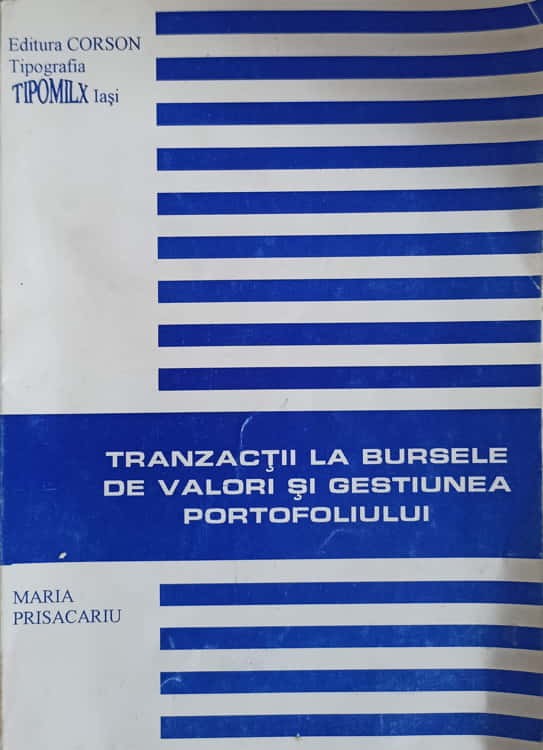 Editura CORSON
Tipografia
TIPOMILX Iaşi
TRANZACŢII LA BURSELE
DE VALORI ŞI GESTIUNEA
PORTOFOLIULUI
MARIA
PRISACARIU